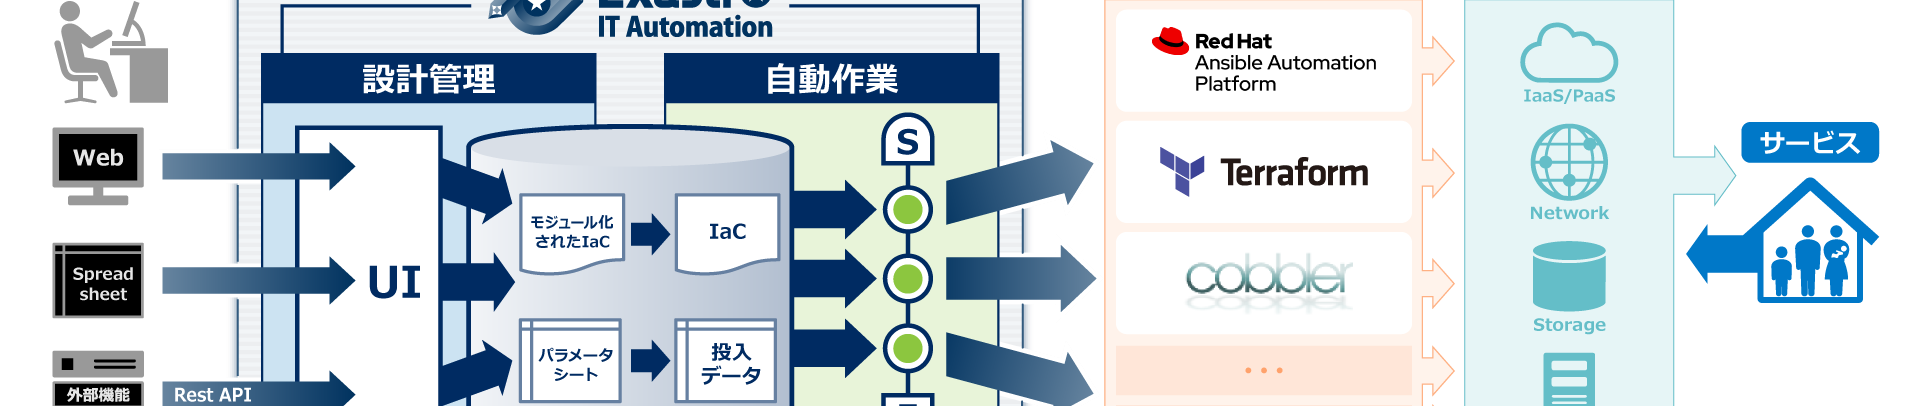 Exastro
IT Automation
設計管理
自動作業
Web
Spread
sheet
外部機能
Rest API
UI
モジュール化
されたIaC
IaC
パラメータ
シート
投入
データ
S
Red Hat
Ansible Automation
Platform
Terraform
cobbler
...
IaaS/PaaS
Network
Storage
サービス